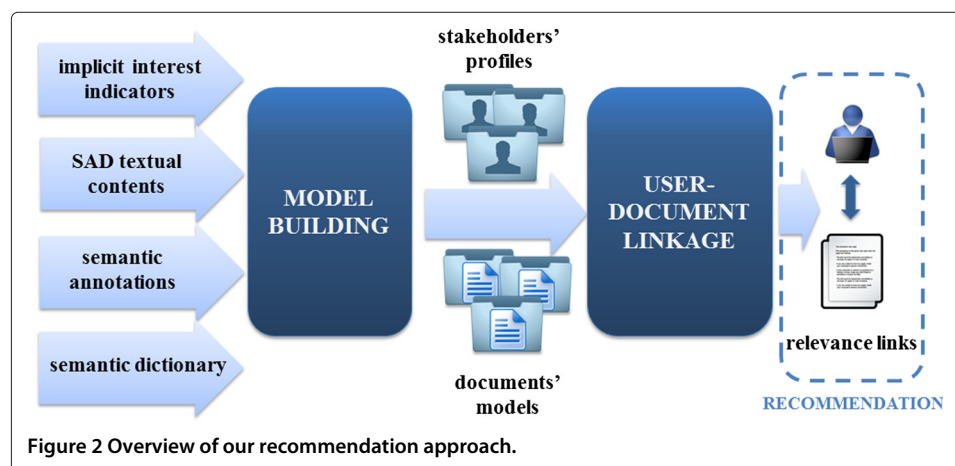 implicit interest
indicators
SAD textual
contents
semantic
annotations
semantic dictionary
MODEL
BUILDING
stakeholders’
profiles
documents’
models
USER-
DOCUMENT
LINKAGE
relevance links
RECOMMENDATION
Figure 2 Overview of our recommendation approach.